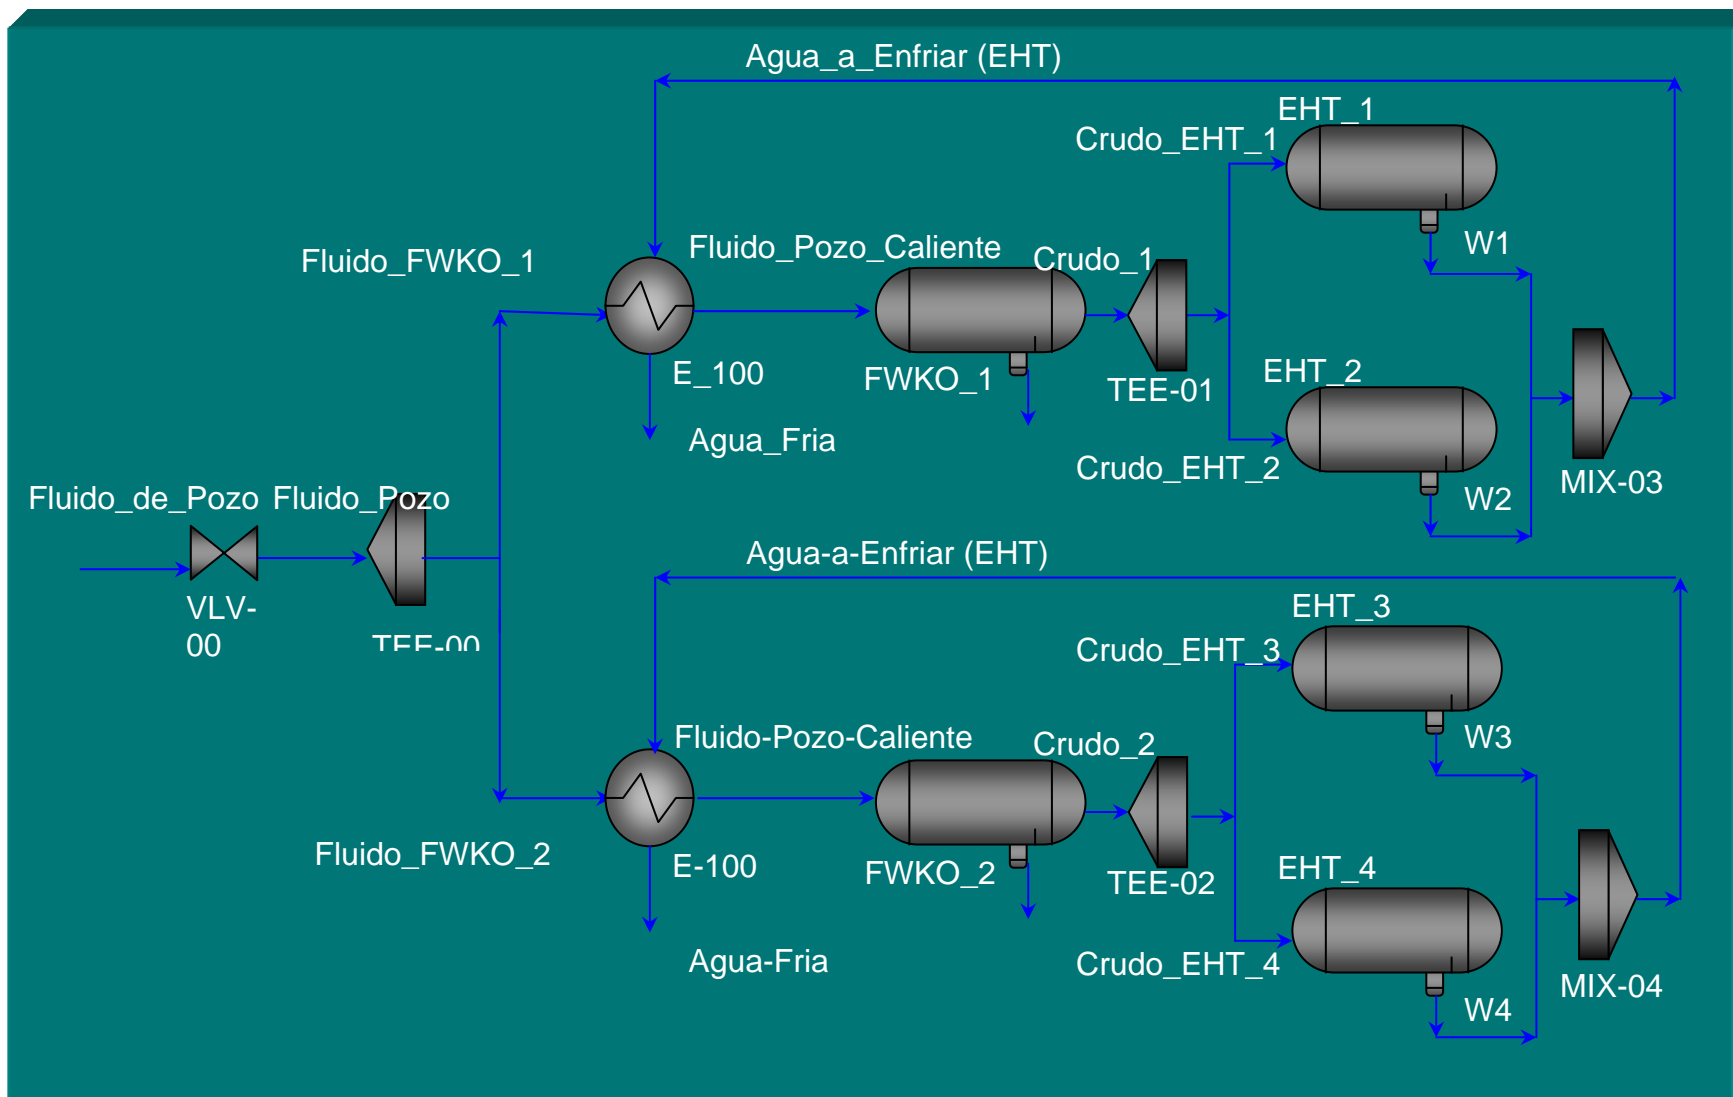 Agua_a_Enfriar (EHT)
EHT_1
Crudo_EHT_1
Fluido_FWKO_1
Fluido_Pozo_Caliente
Crudo_1
W1
E_100
FWKO_1
TEE-01
EHT_2
Agua_Fria
Crudo_EHT_2
W2
MIX-03
Fluido_de_Pozo
Fluido_Pozo
VLV-
00
TEE-00
Agua-a-Enfriar (EHT)
EHT_3
Crudo_EHT_3
Fluido-Pozo-Caliente
Crudo_2
W3
Fluido_FWKO_2
E-100
FWKO_2
TEE-02
EHT_4
Agua-Fria
Crudo_EHT_4
W4
MIX-04